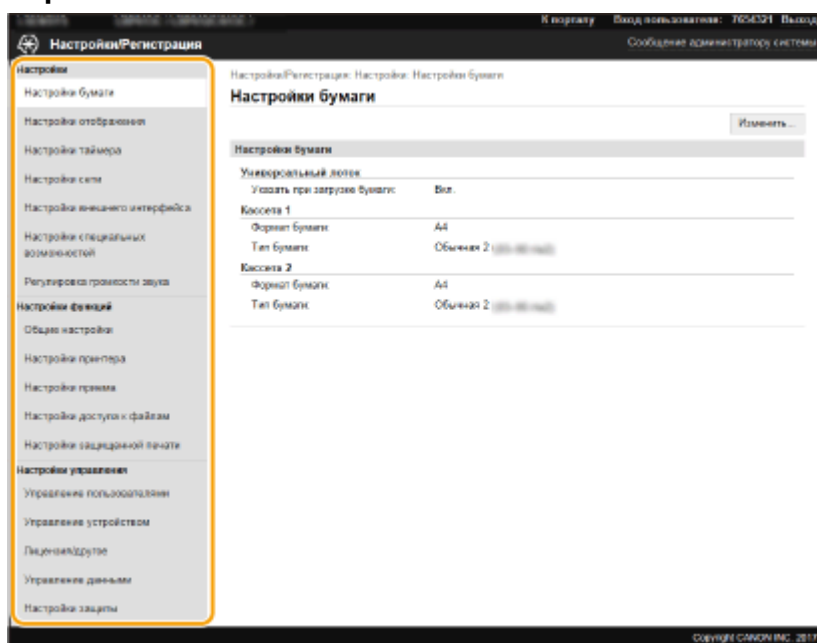 К порталу Вход пользователя: 7654321 Выход
Настройки/Регистрация
Сообщение администратору системы
Настройки
Настройки бумаги
Настройки отображения
Настройки таймера
Настройки сети
Настройки внешнего интерфейса
Настройки специальных
возможностей
Регулировка громкости звука
Настройки функций
Общие настройки
Настройки принтера
Настройки приема
Настройки доступа к файлам
Настройки защищенной печати
Настройки управления
Управление пользователями
Управление устройством
Лицензия/другое
Управление данными
Настройки защиты
Настройки/Регистрация: Настройки: Настройки бумаги
Настройки бумаги
Изменить...
Настройки бумаги
Универсальный лоток
Указать при загрузке бумаги: Вкл.
Кассета 1
Формат бумаги: A4
Тип бумаги: Обычная 2
Кассета 2
Формат бумаги: A4
Тип бумаги: Обычная 2
Copyright CANON INC. 2017